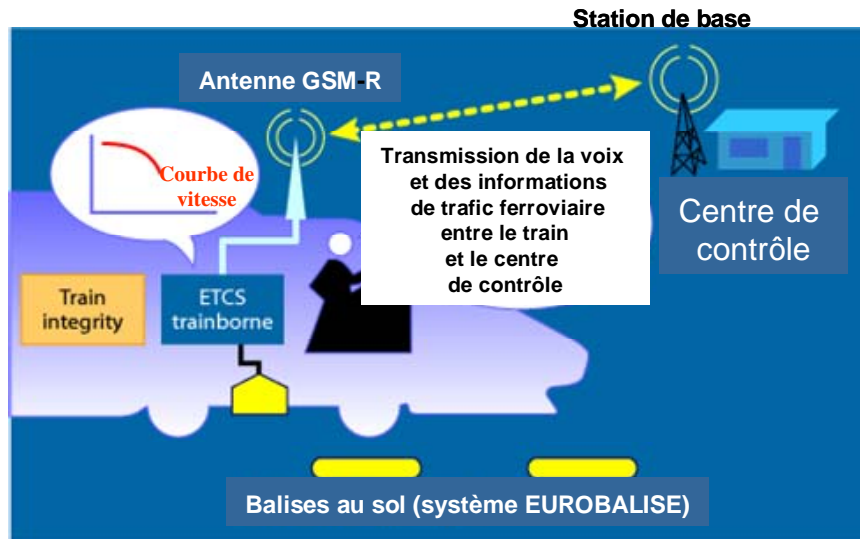 Station de base
Antenne GSM-R
Courbe de
vitesse
Transmission de la voix
et des informations
de trafic ferroviaire
entre le train
et le centre
de contrôle
Centre de
contrôle
Train
integrity
ETCS
trainborne
Balises au sol (système EUROBALISE)